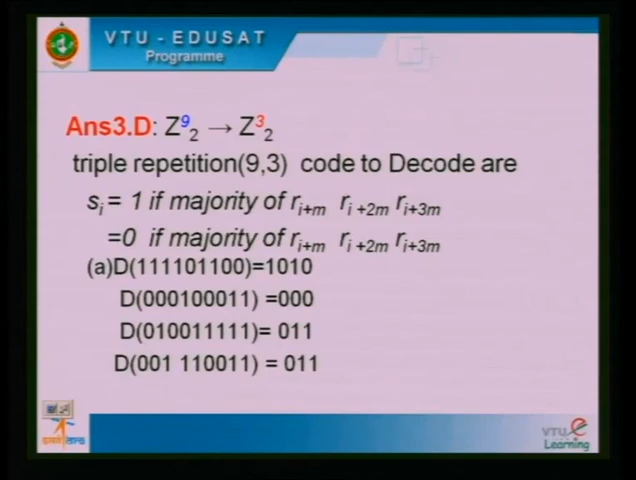 VTU - EDUSAT
Programme
Ans3.D: Z⁹₂ → Z³₂
triple repetition(9,3) code to Decode are
sᵢ = 1 if majority of rᵢ₊ₘ rᵢ ₊₂ₘ rᵢ₊₃ₘ
=0 if majority of rᵢ₊ₘ rᵢ ₊₂ₘ rᵢ₊₃ₘ
(a)D(111101100)=1010
D(000100011) =000
D(010011111)= 011
D(001 110011) = 011
VTU e
Learning